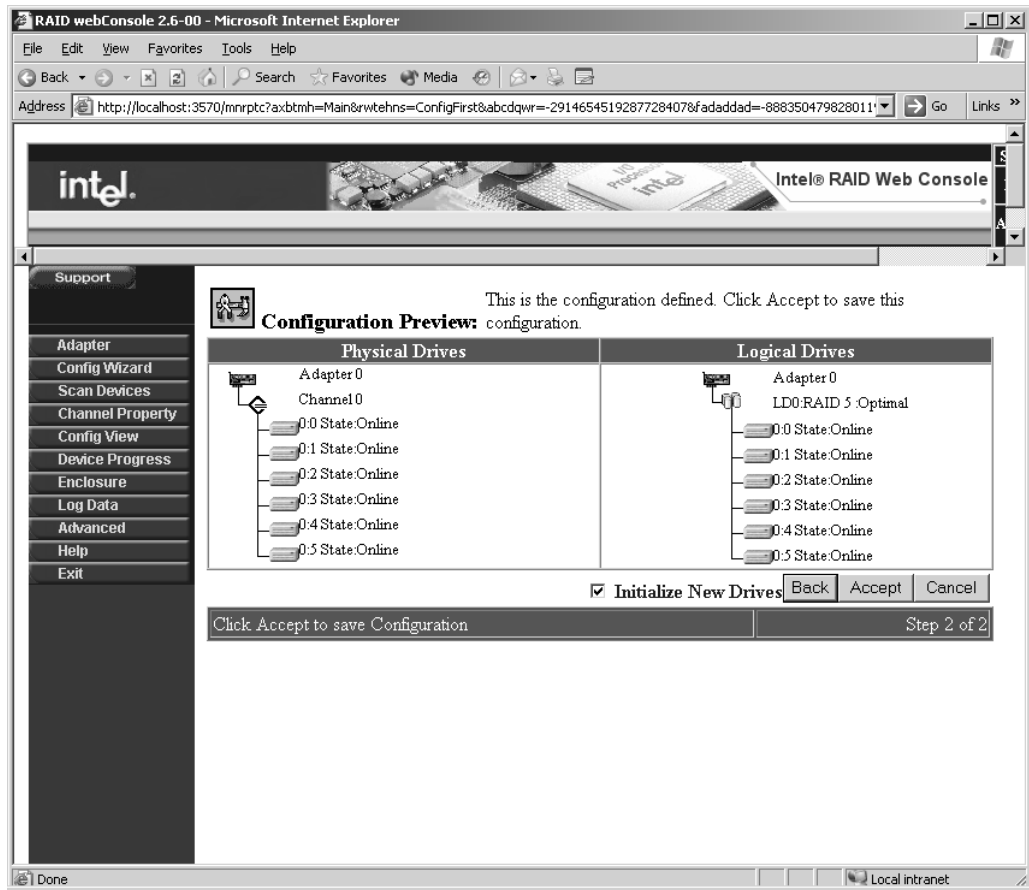 RAID webConsole 2.6-00 - Microsoft Internet Explorer
File Edit View Favorites Tools Help
Back Search Favorites Media
Address http://localhost:3570/mnrptc?axbtmh=Main&rwtehns=ConfigFirst&abcdqwr=-29146545192877728407&fadaddad=-888350479828011 Go Links »
intel.
I/O Processor intel
Intel® RAID Web Console
Support
Configuration Preview: This is the configuration defined. Click Accept to save this
configuration.
Adapter
Config Wizard
Scan Devices
Channel Property
Config View
Device Progress
Enclosure
Log Data
Advanced
Help
Exit
Physical Drives
Adapter 0
Channel 0
0:0 State:Online
0:1 State:Online
0:2 State:Online
0:3 State:Online
0:4 State:Online
0:5 State:Online
Logical Drives
Adapter 0
LD0:RAID 5 :Optimal
0:0 State:Online
0:1 State:Online
0:2 State:Online
0:3 State:Online
0:4 State:Online
0:5 State:Online
Initialize New Drives Back Accept Cancel
Click Accept to save Configuration Step 2 of 2
Done Local intranet